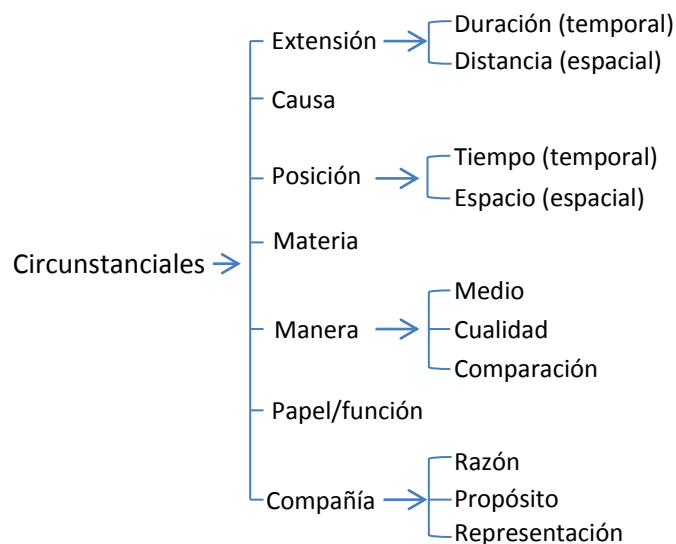 Circunstanciales
Extensión
Duración (temporal)
Distancia (espacial)
Causa
Posición
Tiempo (temporal)
Espacio (espacial)
Materia
Manera
Medio
Cualidad
Comparación
Papel/función
Compañía
Razón
Propósito
Representación